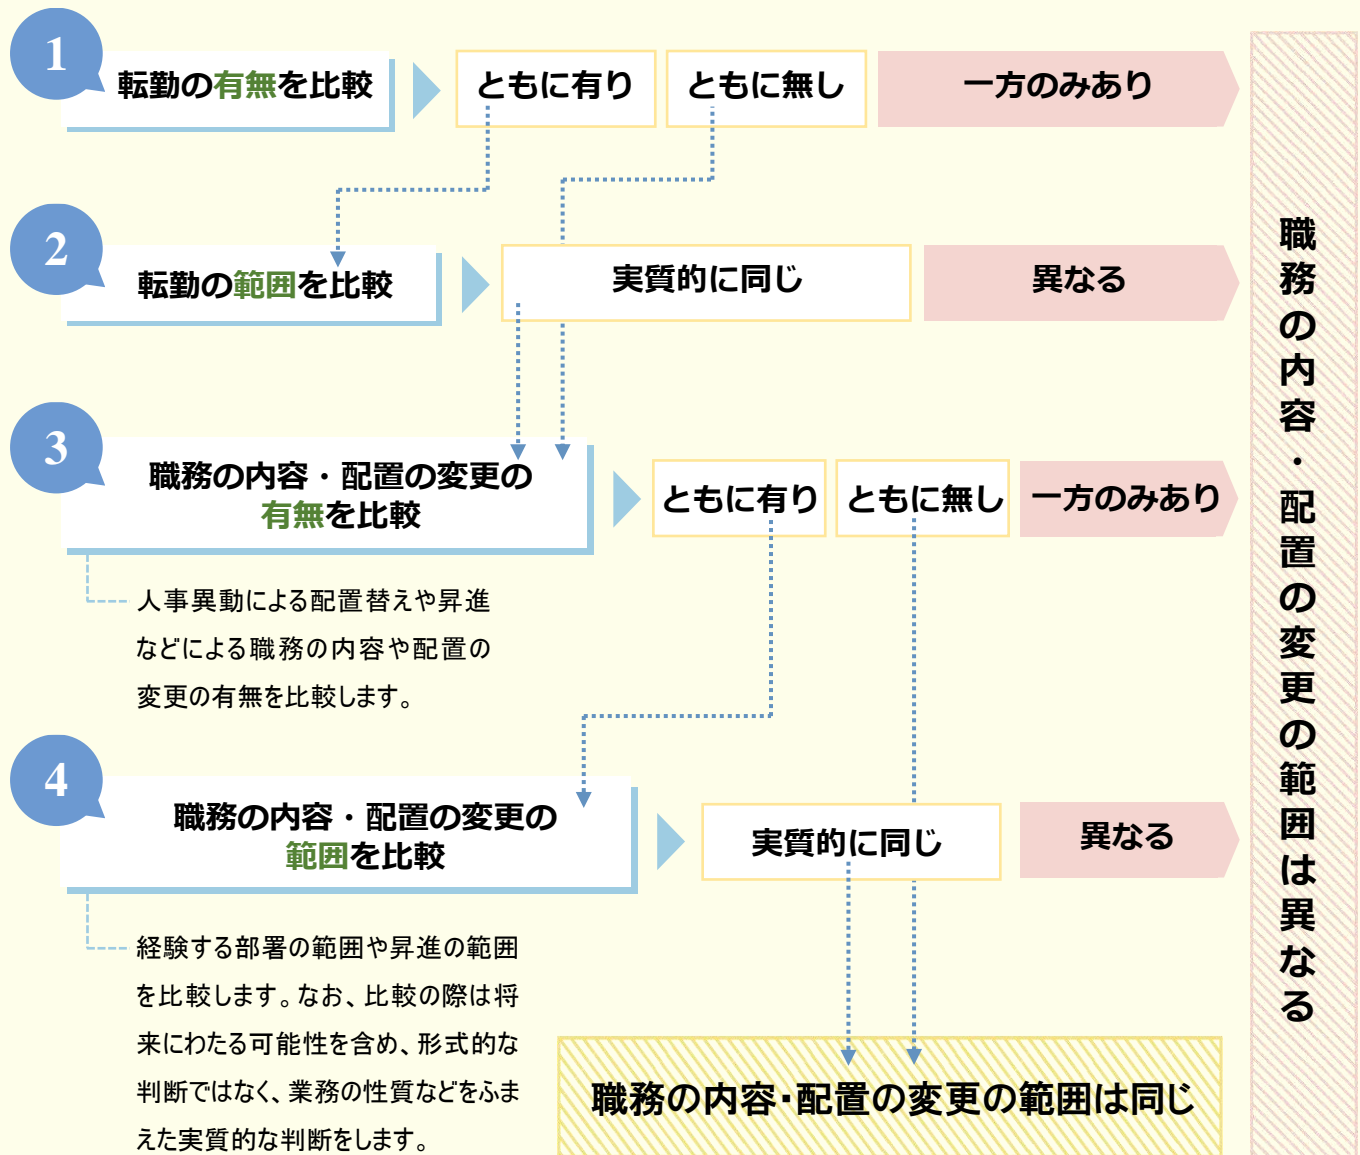 1
転勤の有無を比較
ともに有り
ともに無し
一方のみあり
2
転勤の範囲を比較
実質的に同じ
異なる
3
職務の内容・配置の変更の
有無を比較
ともに有り
ともに無し
一方のみあり
人事異動による配置替えや昇進
などによる職務の内容や配置の
変更の有無を比較します。
4
職務の内容・配置の変更の
範囲を比較
実質的に同じ
異なる
経験する部署の範囲や昇進の範囲
を比較します。なお、比較の際は将
来にわたる可能性を含め、形式的な
判断ではなく、業務の性質などをふま
えた実質的な判断をします。
職務の内容・配置の変更の範囲は同じ
職務の内容・配置の変更の範囲は異なる